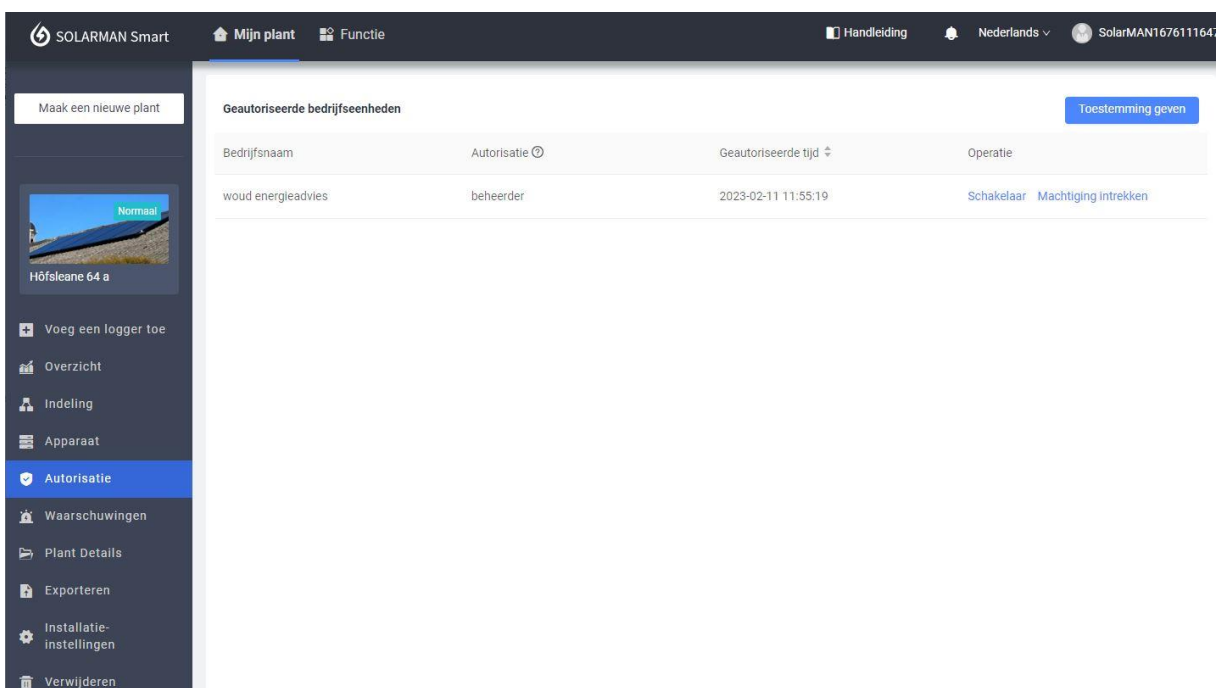 SOLARMAN Smart
Mijn plant
Functie
Handleiding
Nederlands
SolarMAN1676111647
Maak een nieuwe plant
Normaal
Hôfsleane 64 a
Voeg een logger toe
Overzicht
Indeling
Apparaat
Autorisatie
Waarschuwingen
Plant Details
Exporteren
Installatie-
instellingen
Verwijderen
Geautoriseerde bedrijfseenheden
Toestemming geven
Bedrijfsnaam Autorisatie Geautoriseerde tijd Operatie
woud energieadvies beheerder 2023-02-11 11:55:19 Schakelaar Machtiging intrekken